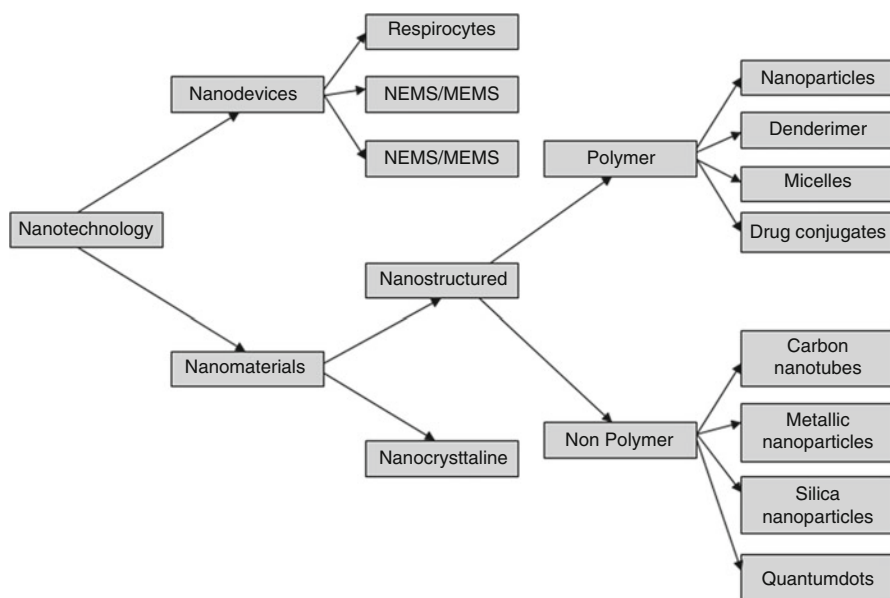 Respirocytes
Nanodevices
NEMS/MEMS
NEMS/MEMS
Nanotechnology
Nanomaterials
Nanostructured
Nanocrysttaline
Polymer
Nanoparticles
Denderimer
Micelles
Drug conjugates
Non Polymer
Carbon
nanotubes
Metallic
nanoparticles
Silica
nanoparticles
Quantumdots